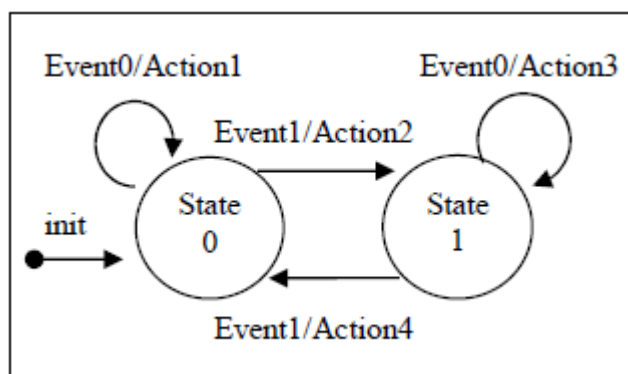 Event0/Action1
Event0/Action3
Event1/Action2
State
0
State
1
init
Event1/Action4